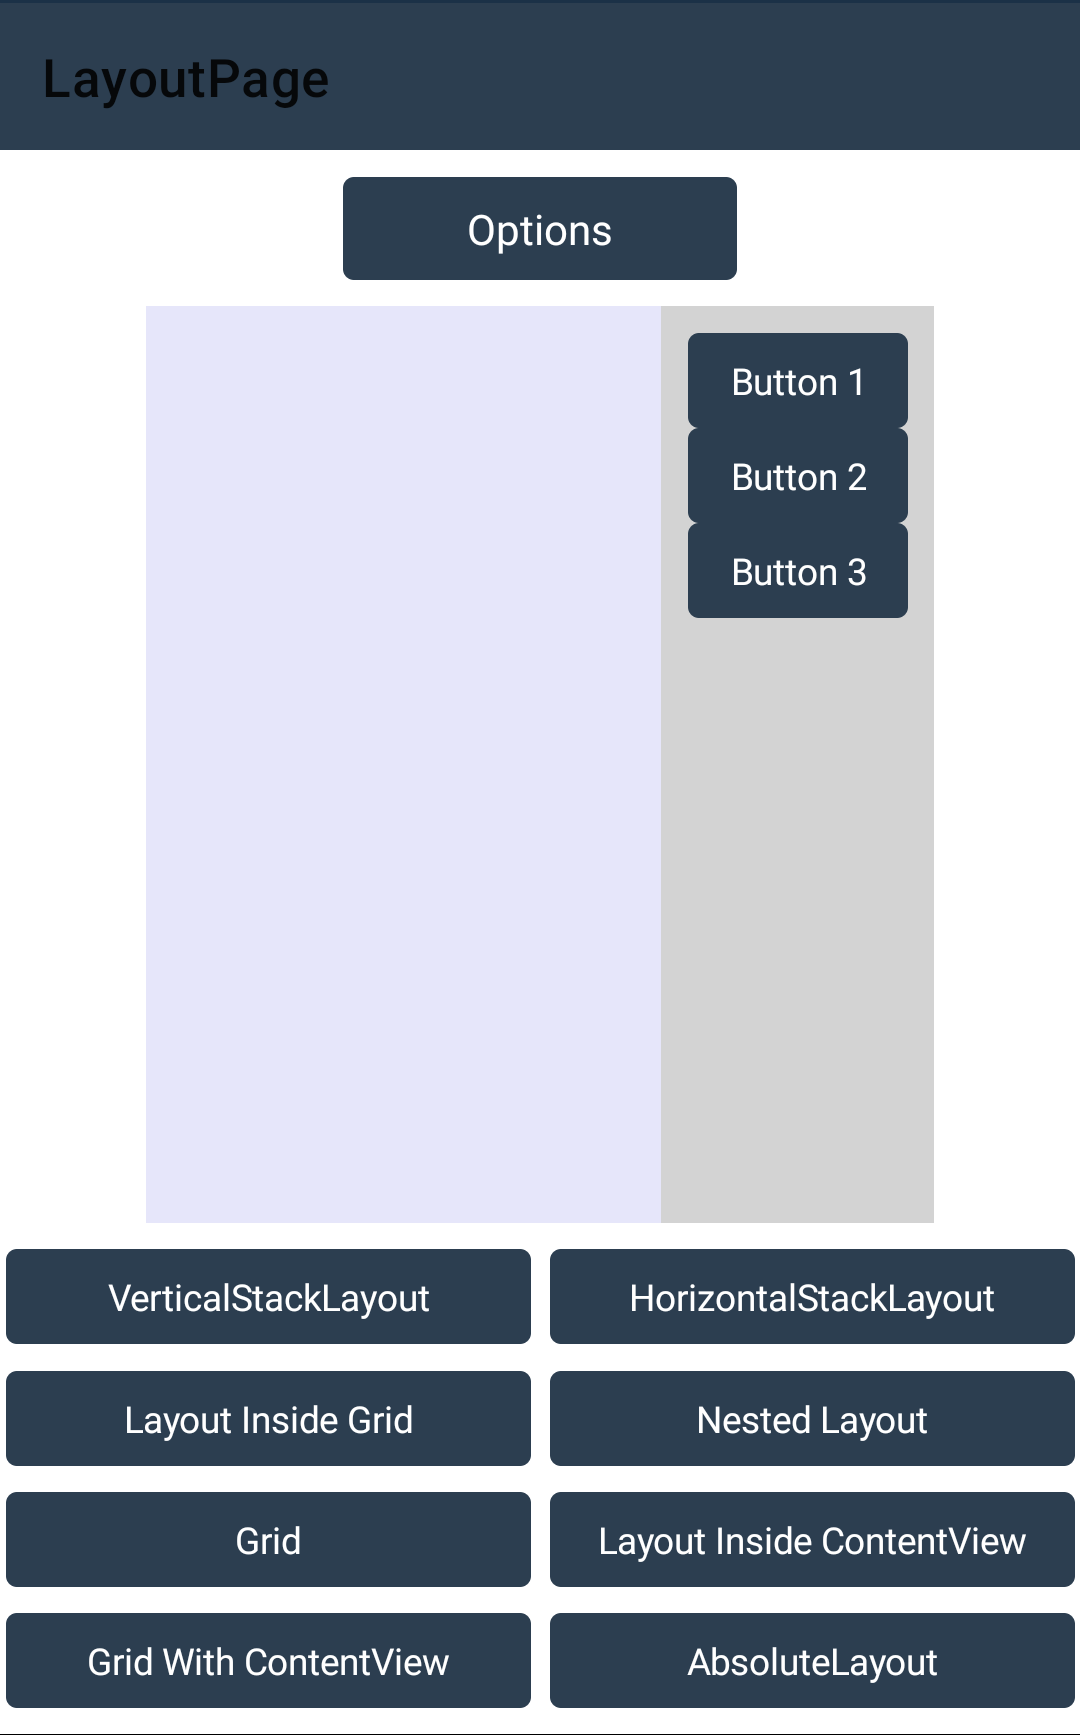 LayoutPage
Options
Button 1
Button 2
Button 3
VerticalStackLayout
HorizontalStackLayout
Layout Inside Grid
Nested Layout
Grid
Layout Inside ContentView
Grid With ContentView
AbsoluteLayout